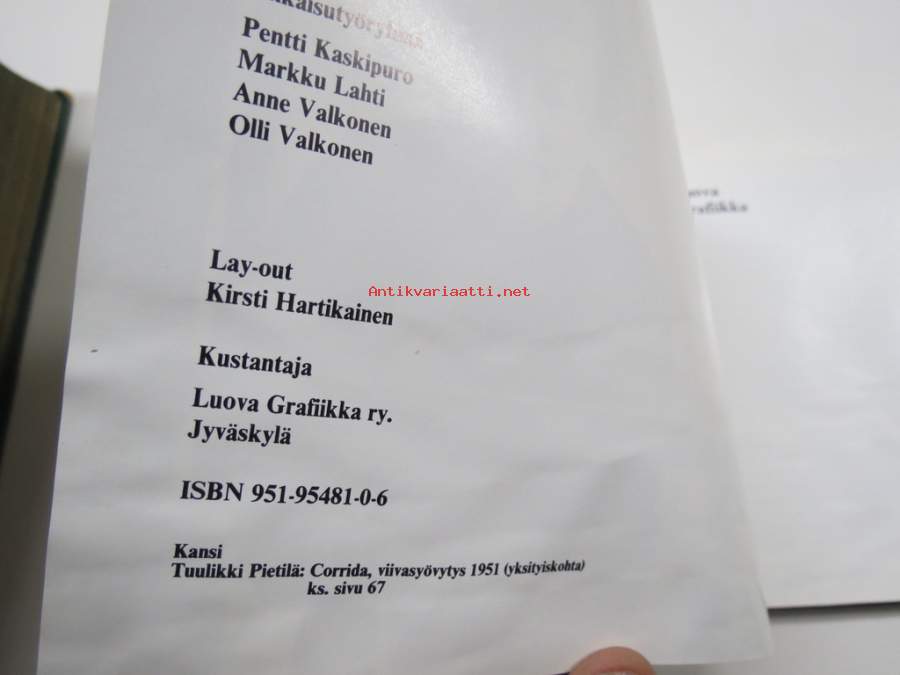 Pentti Kaskipuro
Markku Lahti
Anne Valkonen
Olli Valkonen
Lay-out
Kirsti Hartikainen
Kustantaja
Luova Grafiikka ry.
Jyväskylä
ISBN 951-95481-0-6
Kansi
Tuulikki Pietilä: Corrida, viivasyövytys 1951 (yksityiskohta)
ks. sivu 67
Antikvariaatti.net